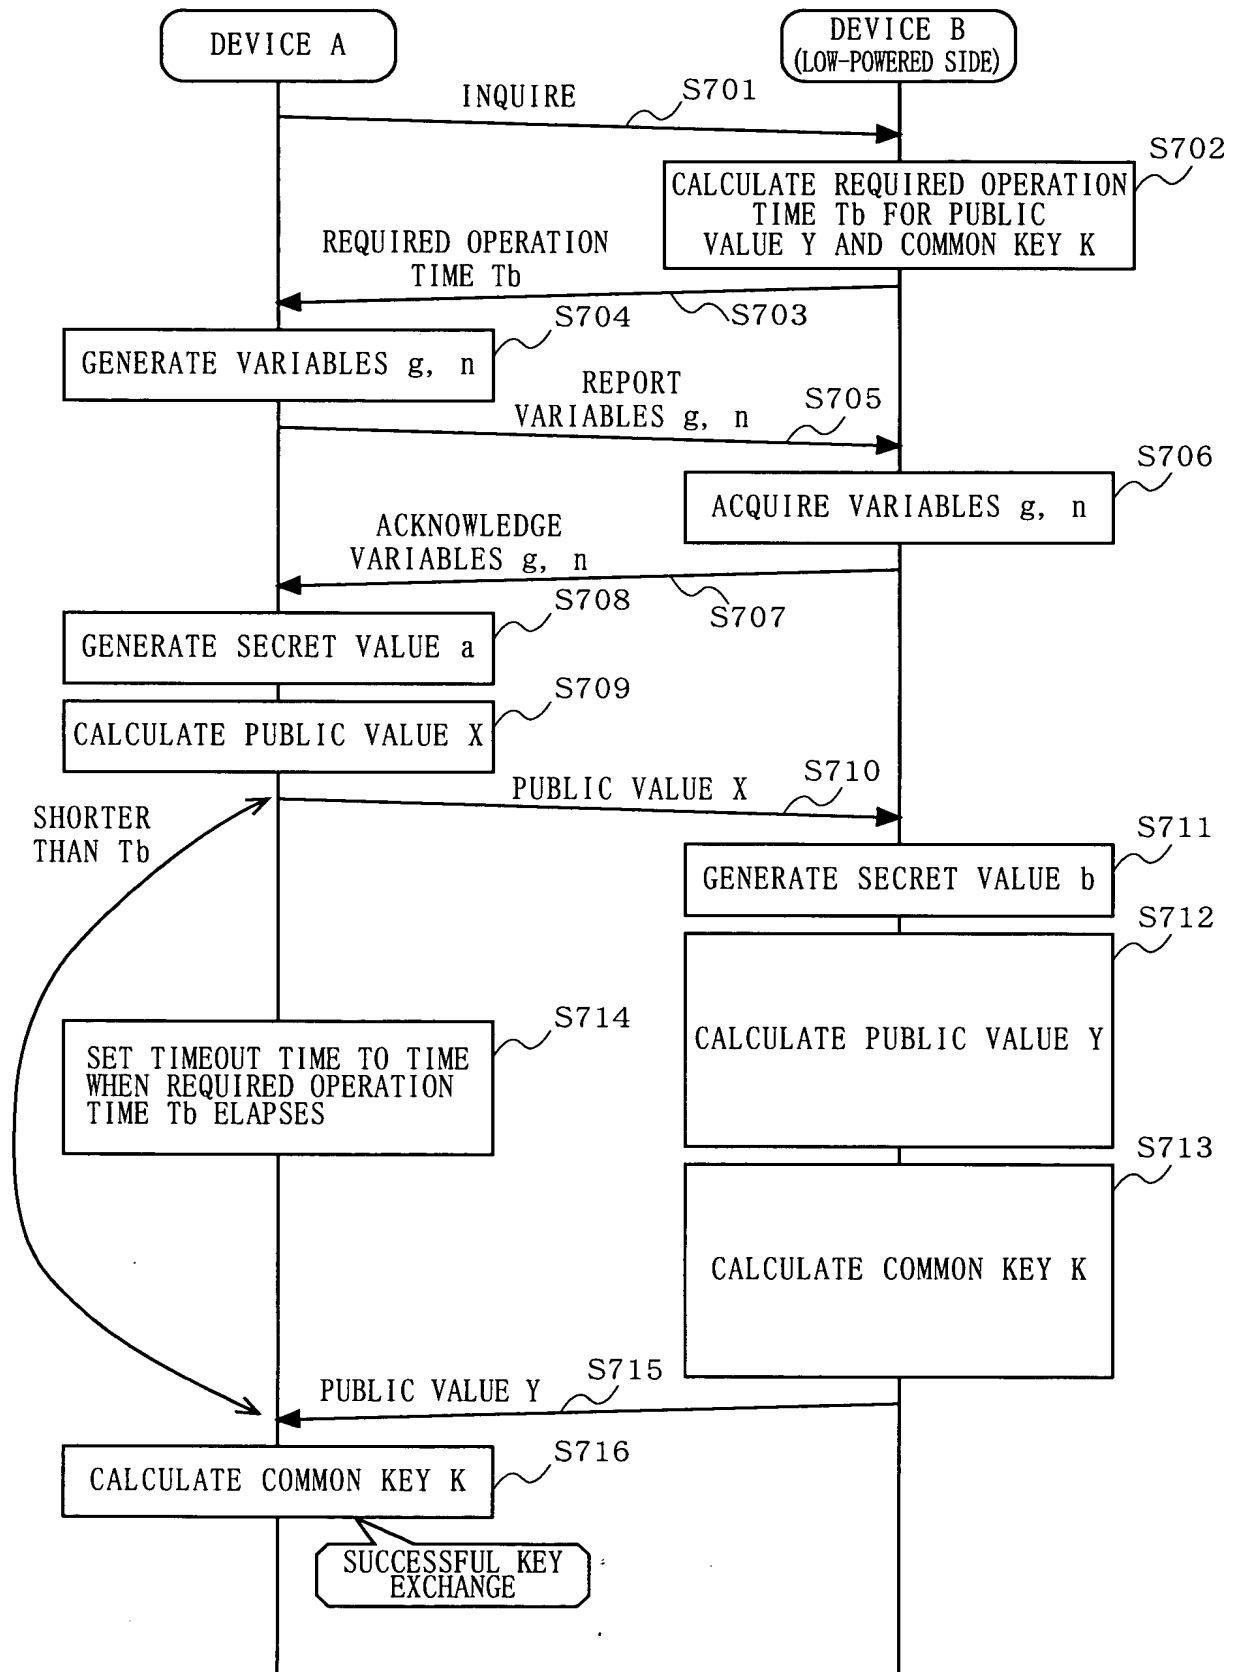 DEVICE A
DEVICE B
(LOW-POWERED SIDE)
INQUIRE
S701
S702
CALCULATE REQUIRED OPERATION
TIME Tb FOR PUBLIC
VALUE Y AND COMMON KEY K
REQUIRED OPERATION
TIME Tb
S703
S704
GENERATE VARIABLES g, n
REPORT
VARIABLES g, n
S705
S706
ACQUIRE VARIABLES g, n
ACKNOWLEDGE
VARIABLES g, n
S707
S708
GENERATE SECRET VALUE a
S709
CALCULATE PUBLIC VALUE X
PUBLIC VALUE X
S710
SHORTER
THAN Tb
S711
GENERATE SECRET VALUE b
S712
CALCULATE PUBLIC VALUE Y
S714
SET TIMEOUT TIME TO TIME
WHEN REQUIRED OPERATION
TIME Tb ELAPSES
S713
CALCULATE COMMON KEY K
PUBLIC VALUE Y
S715
S716
CALCULATE COMMON KEY K
SUCCESSFUL KEY
EXCHANGE